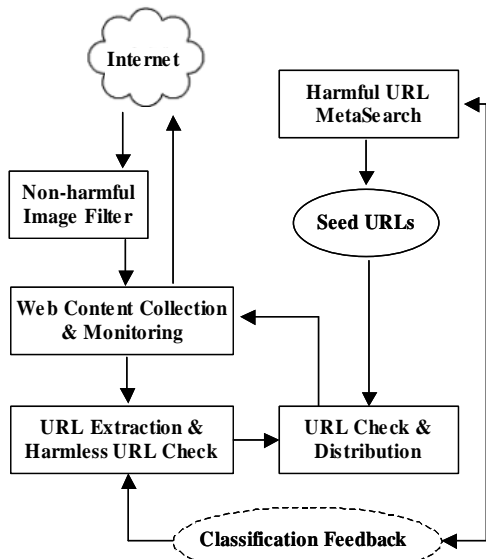 Internet
Harmful URL
MetaSearch
Non-harmful
Image Filter
Seed URLs
Web Content Collection
& Monitoring
URL Extraction &
Harmless URL Check
URL Check &
Distribution
Classification Feedback